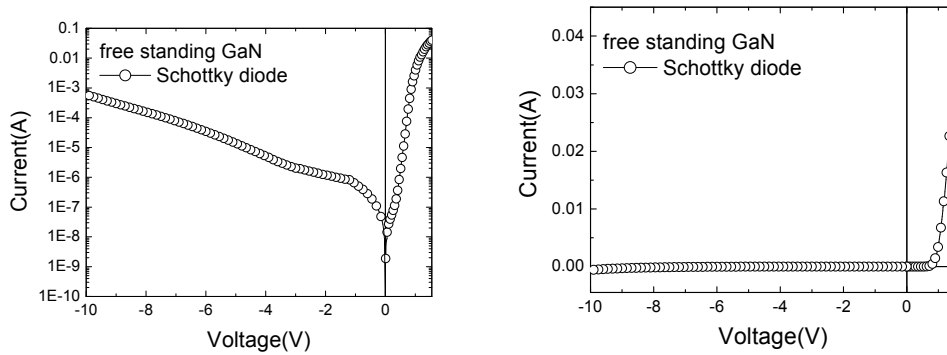 0.1
free standing GaN
0.01
Schottky diode
1E-3
1E-4
1E-5
1E-6
1E-7
1E-8
1E-9
1E-10
Current(A)
-10 -8 -6 -4 -2 0
Voltage(V)
0.04
free standing GaN
Schottky diode
0.03
0.02
0.01
0.00
Current(A)
-10 -8 -6 -4 -2 0
Voltage(V)